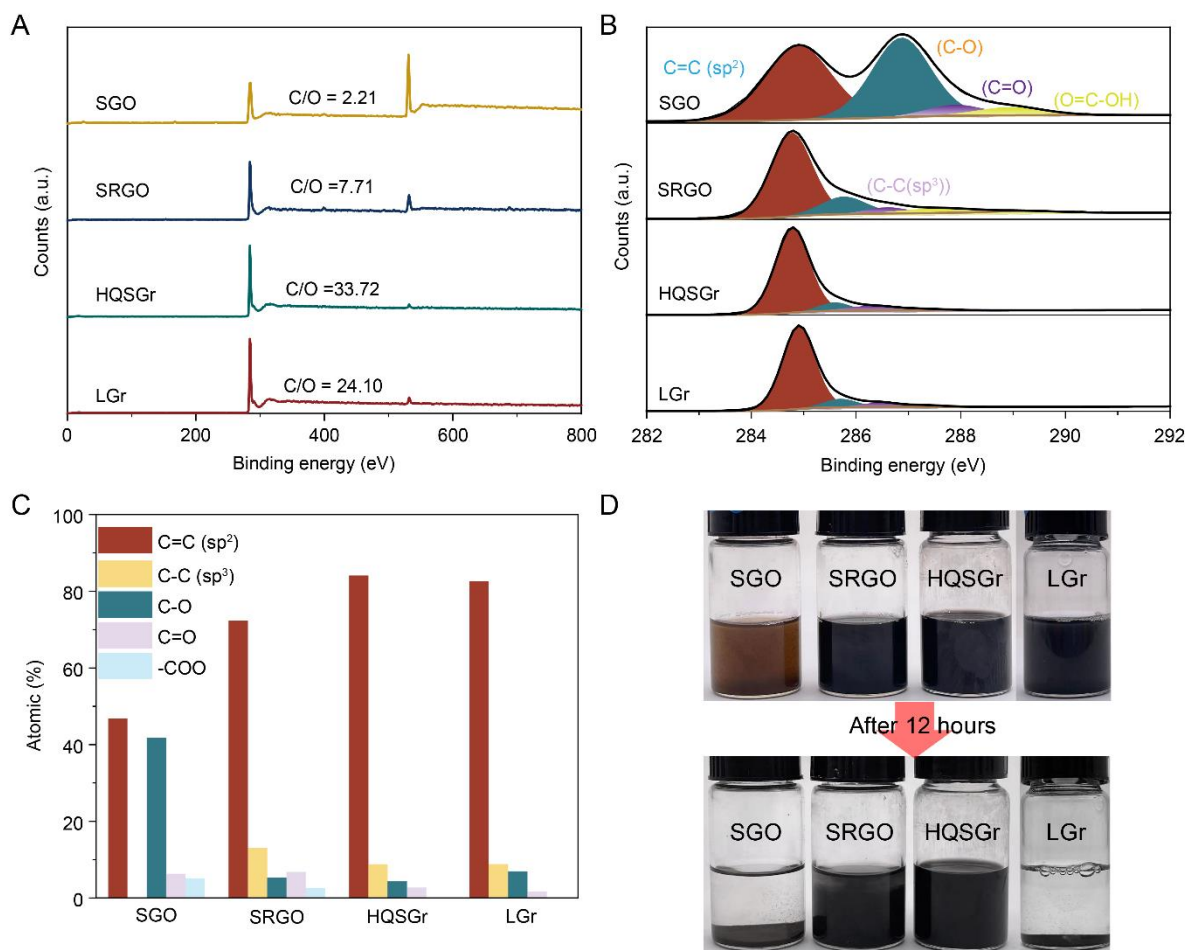 A
SGO
C/O = 2.21
SRGO
C/O =7.71
HQSGr
C/O =33.72
LGr
C/O = 24.10
Counts (a.u.)
0
200
400
600
800
Binding energy (eV)
B
C=C (sp²)
(C-O)
(C=O)
(O=C-OH)
SGO
SRGO
(C-C(sp³))
HQSGr
LGr
Counts (a.u.)
282
284
286
288
290
292
Binding energy (eV)
C
100
80
60
40
20
0
Atomic (%)
C=C (sp²)
C-C (sp³)
C-O
C=O
-COO
SGO
SRGO
HQSGr
LGr
D
SGO
SRGO
HQSGr
LGr
After 12 hours
SGO
SRGO
HQSGr
LGr